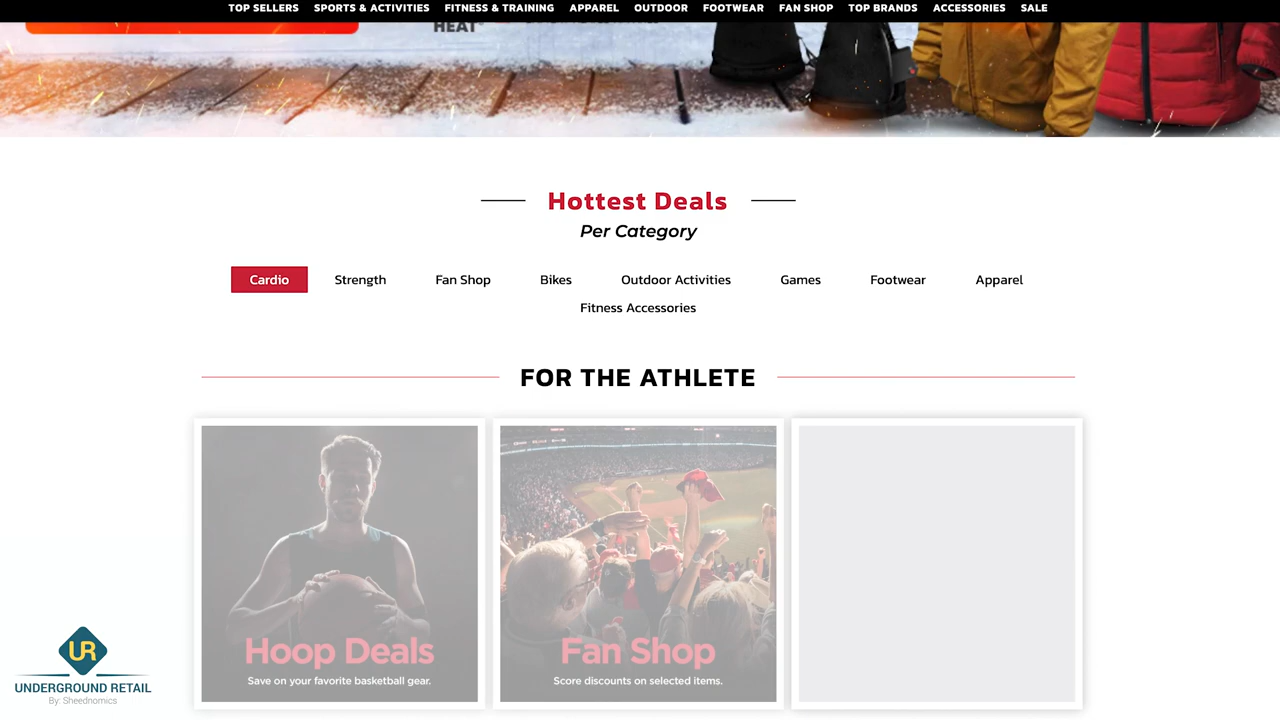 TOP SELLERS SPORTS & ACTIVITIES FITNESS & TRAINING APPAREL OUTDOOR FOOTWEAR FAN SHOP TOP BRANDS ACCESSORIES SALE
HEAT
Hottest Deals
Per Category
Cardio Strength Fan Shop Bikes Outdoor Activities Games Footwear Apparel
Fitness Accessories
FOR THE ATHLETE
Hoop Deals
Save on your favorite basketball gear.
Fan Shop
Score discounts on selected items.
UR
UNDERGROUND RETAIL
By: Sheednomics